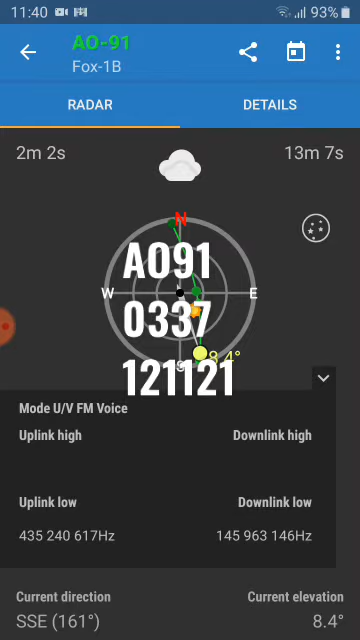 11:40 93%
AO-91
Fox-1B
RADAR DETAILS
2m 2s 13m 7s
N
W E
AO91
0337
121121
8.4°
Mode U/V FM Voice
Uplink high Downlink high
Uplink low Downlink low
435 240 617Hz 145 963 146Hz
Current direction Current elevation
SSE (161°) 8.4°